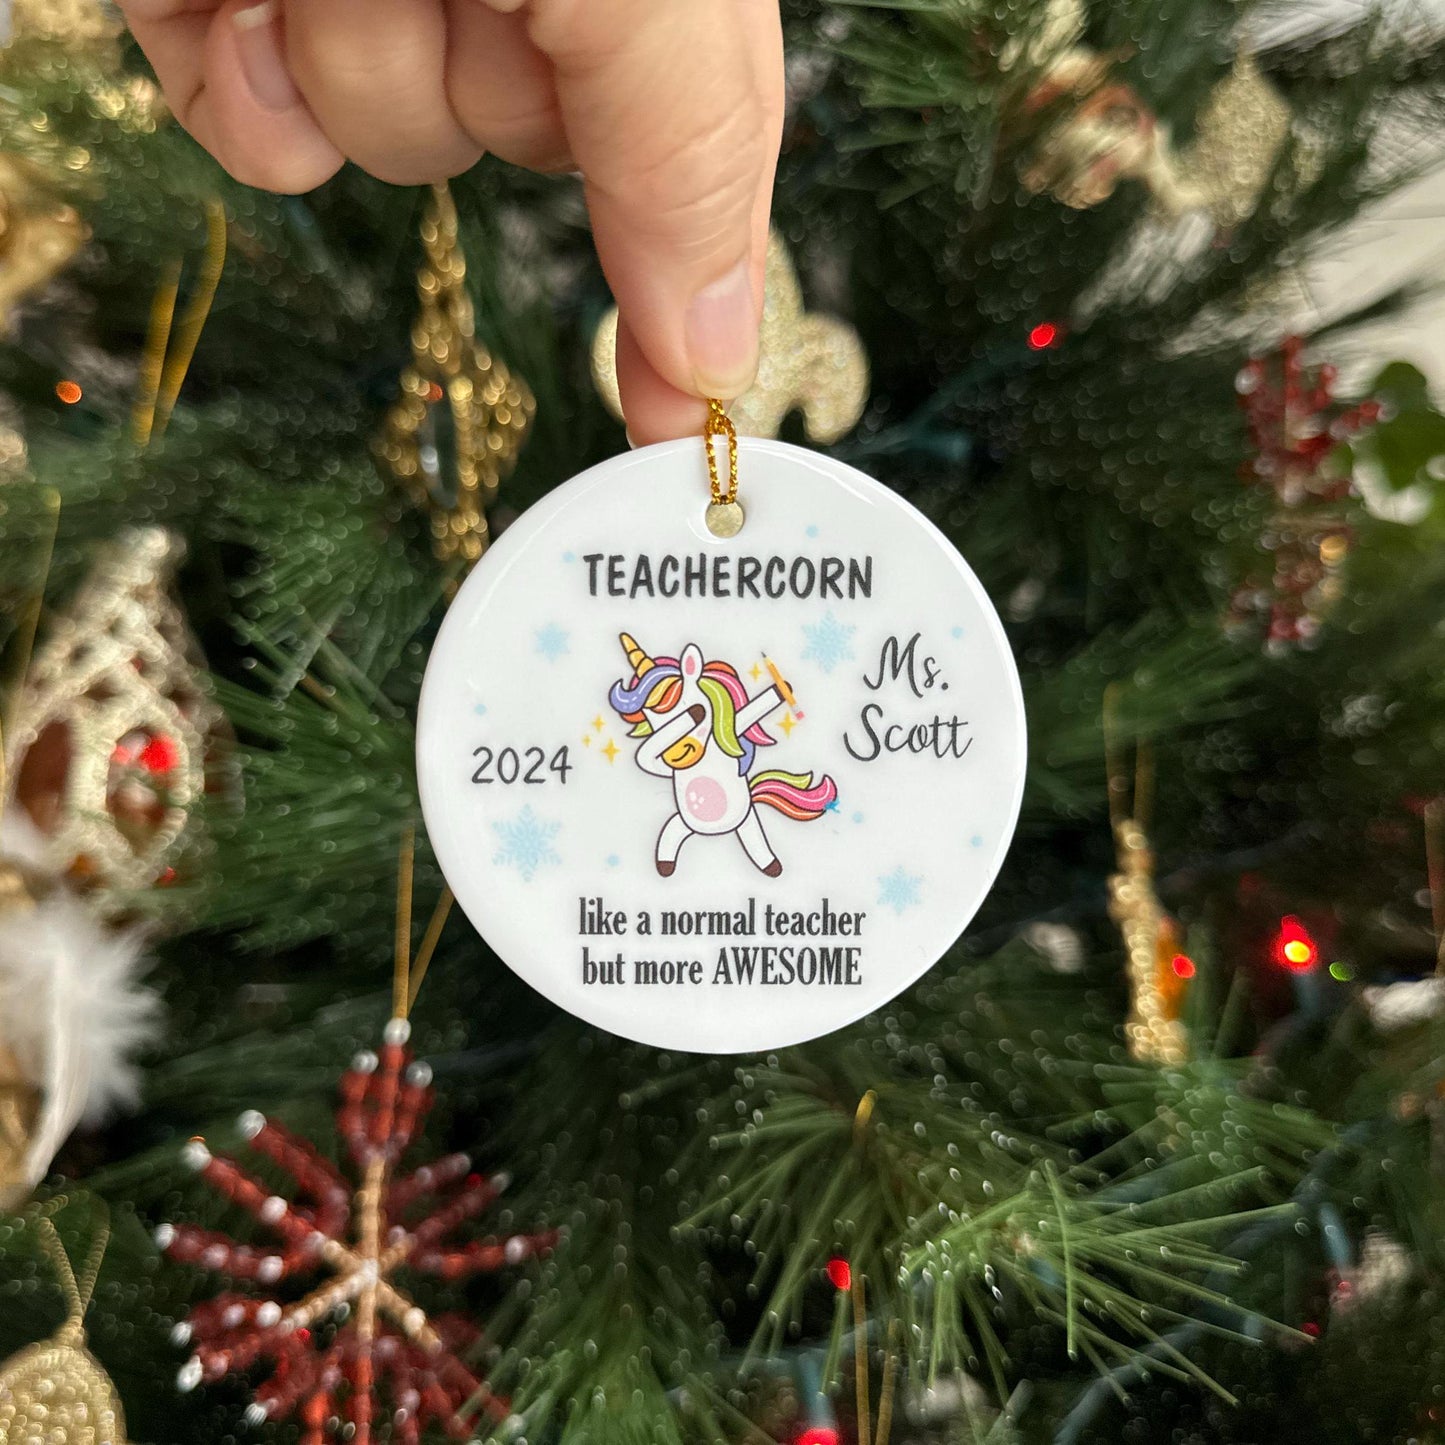 TEACHERCORN
Ms.
Scott
2024
like a normal teacher
but more AWESOME